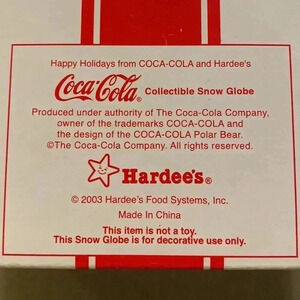 Happy Holidays from COCA-COLA and Hardee's
Coca-Cola® Collectible Snow Globe
Produced under authority of The Coca-Cola Company,
owner of the trademarks COCA-COLA and
the design of the COCA-COLA Polar Bear.
©The Coca-Cola Company. All rights reserved.
Hardee's®
© 2003 Hardee's Food Systems, Inc.
Made In China
This item is not a toy.
This Snow Globe is for decorative use only.